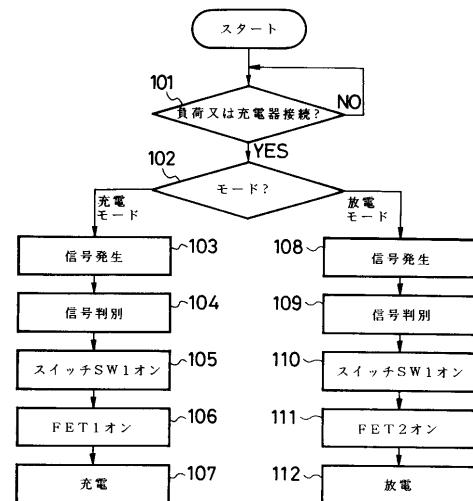 スタート
101
負荷又は充電器接続?
NO
YES
102
モード?
充電
モード
放電
モード
信号発生
103
108
信号発生
信号判別
104
109
信号判別
スイッチSW1オン
105
110
スイッチSW1オン
FET1オン
106
111
FET2オン
充電
107
112
放電